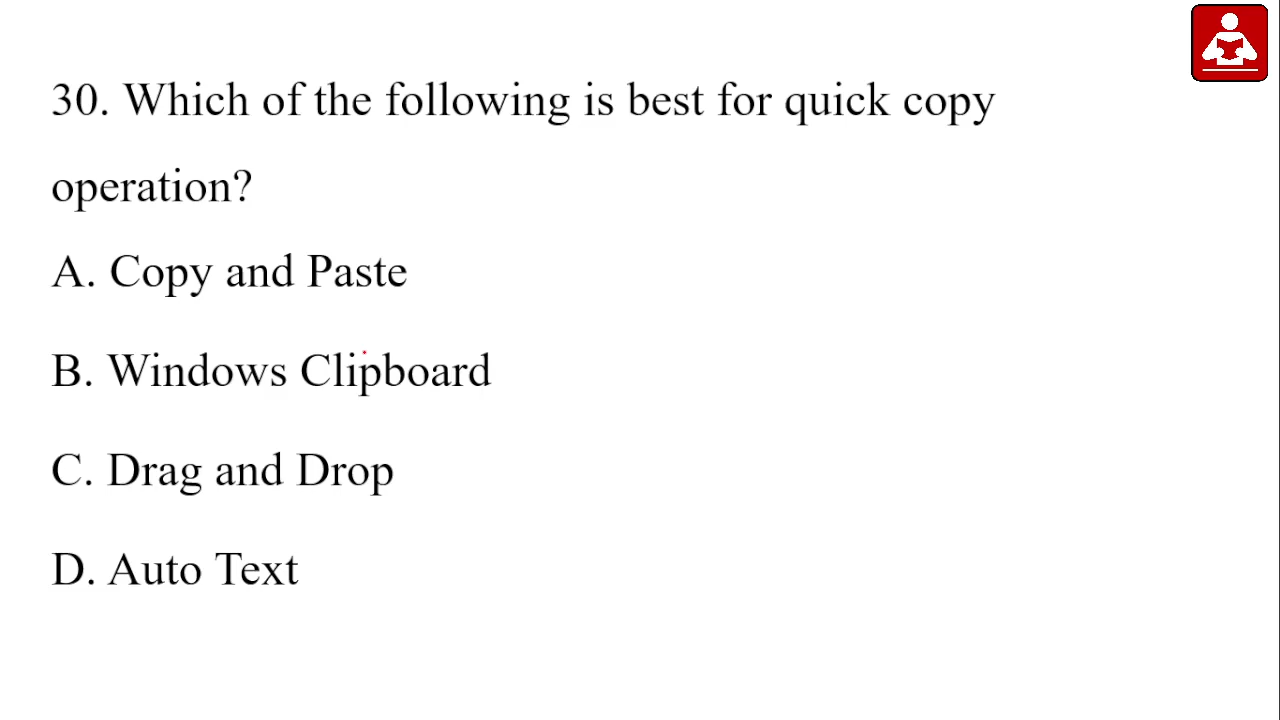 30. Which of the following is best for quick copy
operation?
A. Copy and Paste
B. Windows Clipboard
C. Drag and Drop
D. Auto Text